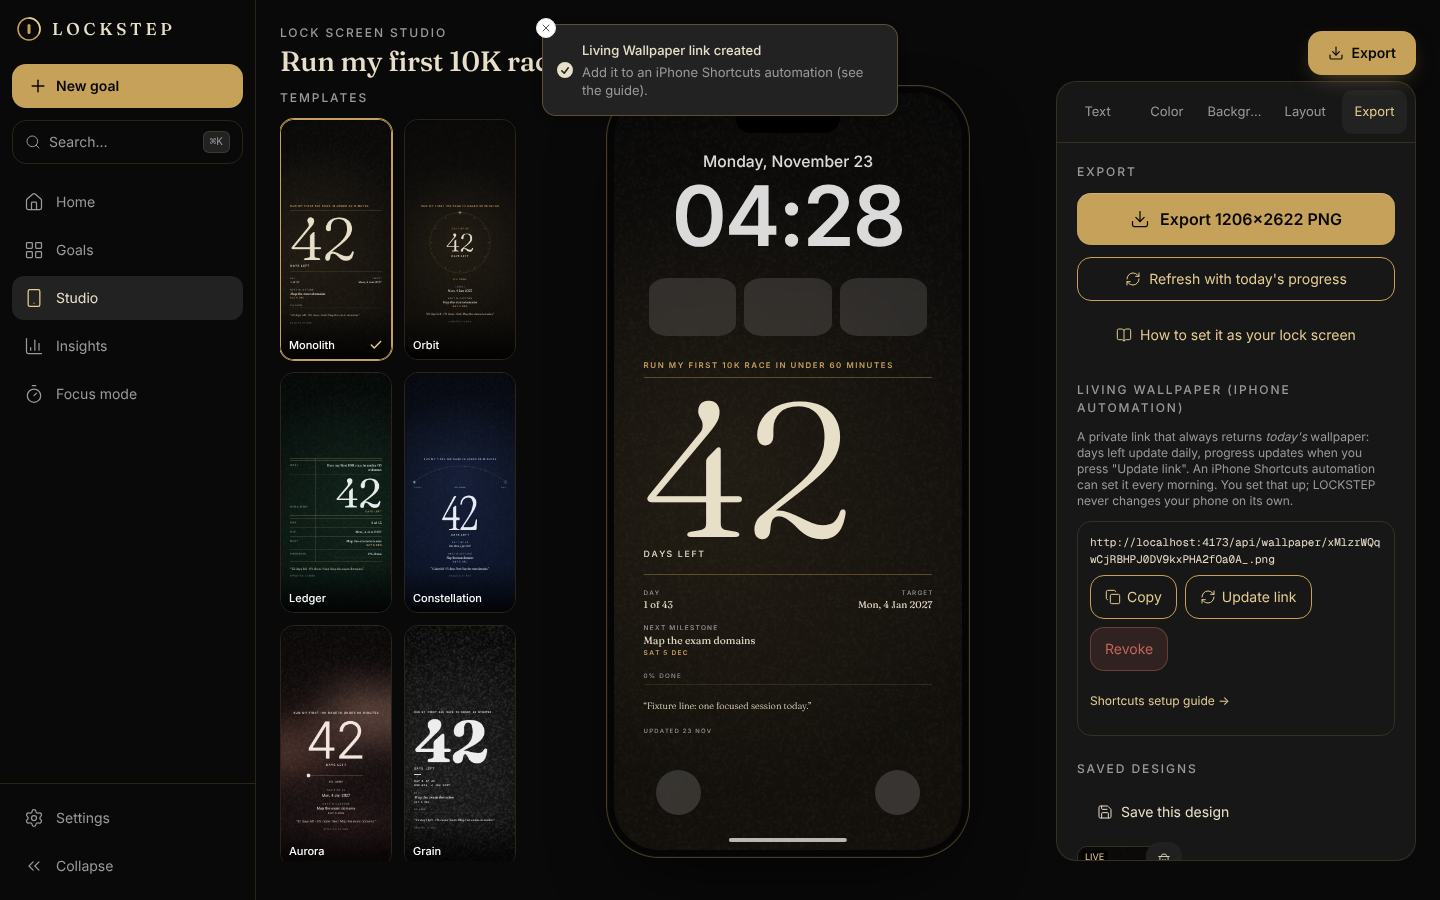 LOCKSTEP
New goal
Search...
⌘K
Home
Goals
Studio
Insights
Focus mode
Settings
Collapse
LOCK SCREEN STUDIO
Run my first 10K rac
TEMPLATES
42
Monolith
42
Orbit
42
Ledger
42
Constellation
42
Aurora
42
Grain
Living Wallpaper link created
Add it to an iPhone Shortcuts automation (see
the guide).
Monday, November 23
04:28
RUN MY FIRST 10K RACE IN UNDER 60 MINUTES
42
DAYS LEFT
DAY
TARGET
1 of 43
Mon, 4 Jan 2027
NEXT MILESTONE
Map the exam domains
SAT 5 DEC
0% DONE
"Fixture line: one focused session today."
UPDATED 23 NOV
Export
Text
Color
Backgr...
Layout
Export
EXPORT
Export 1206×2622 PNG
Refresh with today's progress
How to set it as your lock screen
LIVING WALLPAPER (IPHONE
AUTOMATION)
A private link that always returns today's wallpaper:
days left update daily, progress updates when you
press "Update link". An iPhone Shortcuts automation
can set it every morning. You set that up; LOCKSTEP
never changes your phone on its own.
http://localhost:4173/api/wallpaper/xMlzrWQq
wCjRBHPJ0DV9kxPHA2fOa0A_.png
Copy
Update link
Revoke
Shortcuts setup guide →
SAVED DESIGNS
Save this design
LIVE